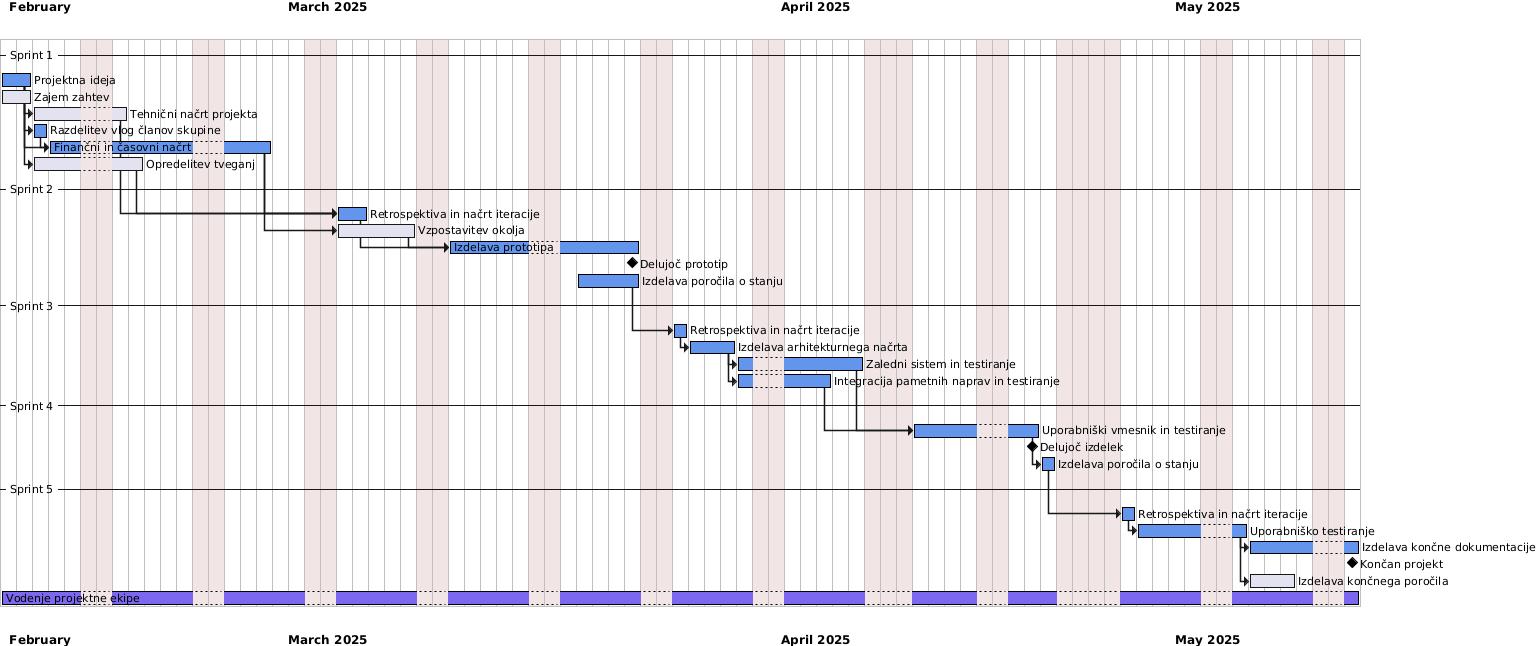 February March 2025 April 2025 May 2025
Sprint 1
Projektna ideja
Zajem zahtev
Tehnični načrt projekta
Razdelitev vlog članov skupine
Finančni in časovni načrt
Opredelitev tveganj
Sprint 2
Retrospektiva in načrt iteracije
Vzpostavitev okolja
Izdelava prototipa
Delujoč prototip
Izdelava poročila o stanju
Sprint 3
Retrospektiva in načrt iteracije
Izdelava arhitekturnega načrta
Zaledni sistem in testiranje
Integracija pametnih naprav in testiranje
Sprint 4
Uporabniški vmesnik in testiranje
Delujoč izdelek
Izdelava poročila o stanju
Sprint 5
Retrospektiva in načrt iteracije
Uporabniško testiranje
Izdelava končne dokumentacije
Končan projekt
Izdelava končnega poročila
Vodenje projektne ekipe
February March 2025 April 2025 May 2025